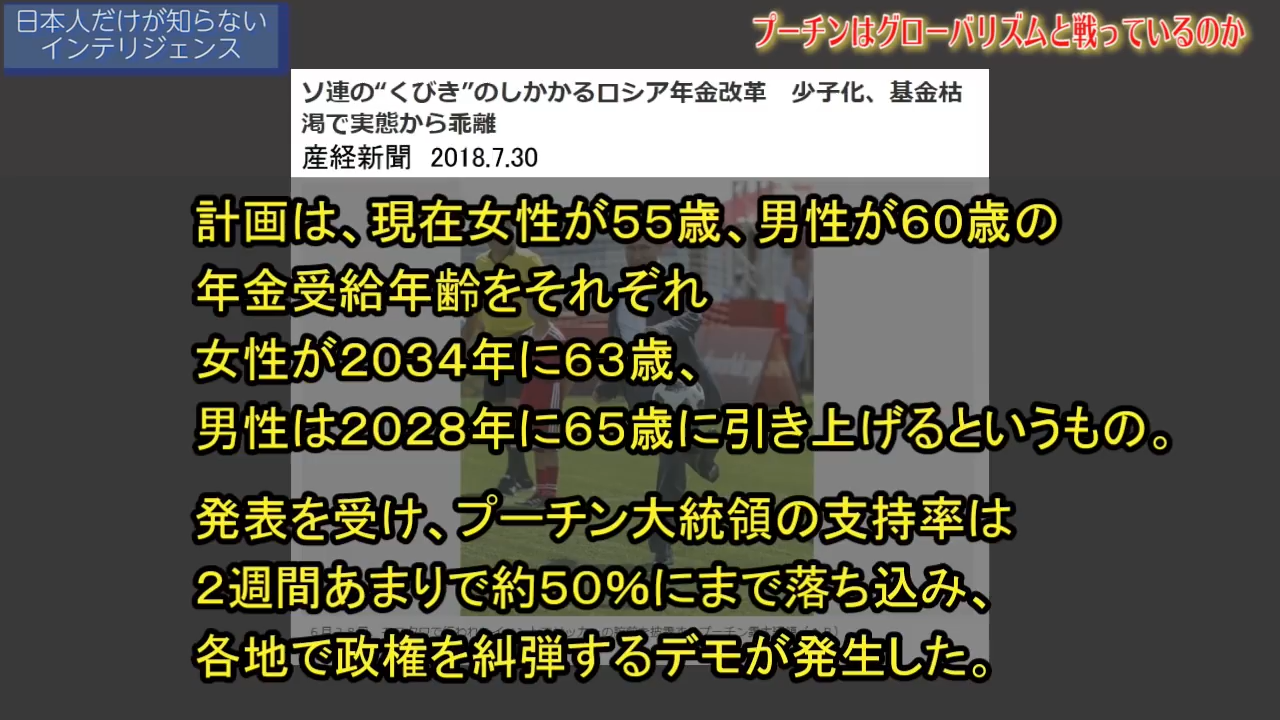 日本人だけが知らない
インテリジェンス
プーチンはグローバリズムと戦っているのか
ソ連の“くびき”のしかかるロシア年金改革　少子化、基金枯
渇で実態から乖離
産経新聞　2018.7.30
計画は、現在女性が５５歳、男性が６０歳の
年金受給年齢をそれぞれ
女性が２０３４年に６３歳、
男性は２０２８年に６５歳に引き上げるというもの。
発表を受け、プーチン大統領の支持率は
２週間あまりで約５０％にまで落ち込み、
各地で政権を糾弾するデモが発生した。